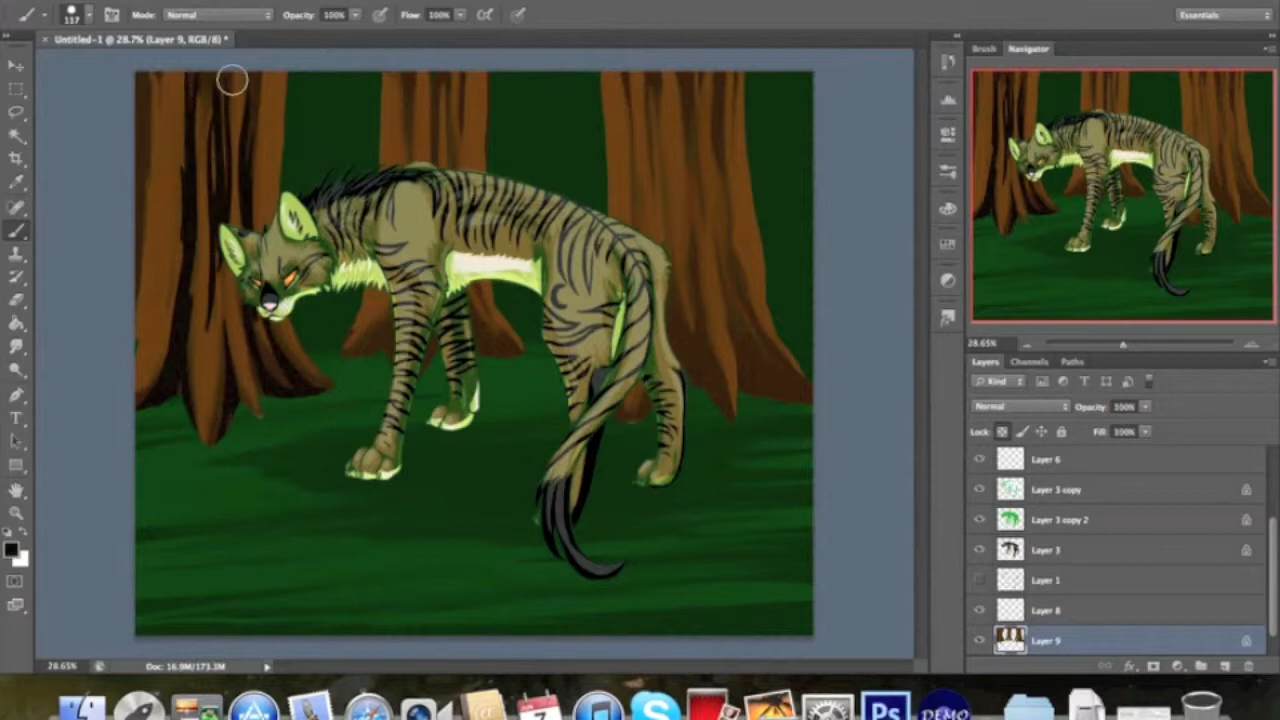 117 Mode: Normal Opacity: 100% Flow: 100% Essentials
Untitled-1 @ 28.7% (Layer 9, RGB/8) *
Brush Navigator
28.65%
Layers Channels Paths
Kind
Normal Opacity: 100%
Lock: Fill: 100%
Layer 6
Layer 3 copy
Layer 3 copy 2
Layer 3
Layer 1
Layer 8
Layer 9
28.65% Doc: 16.9M/173.3M
7
Ps
DEMO